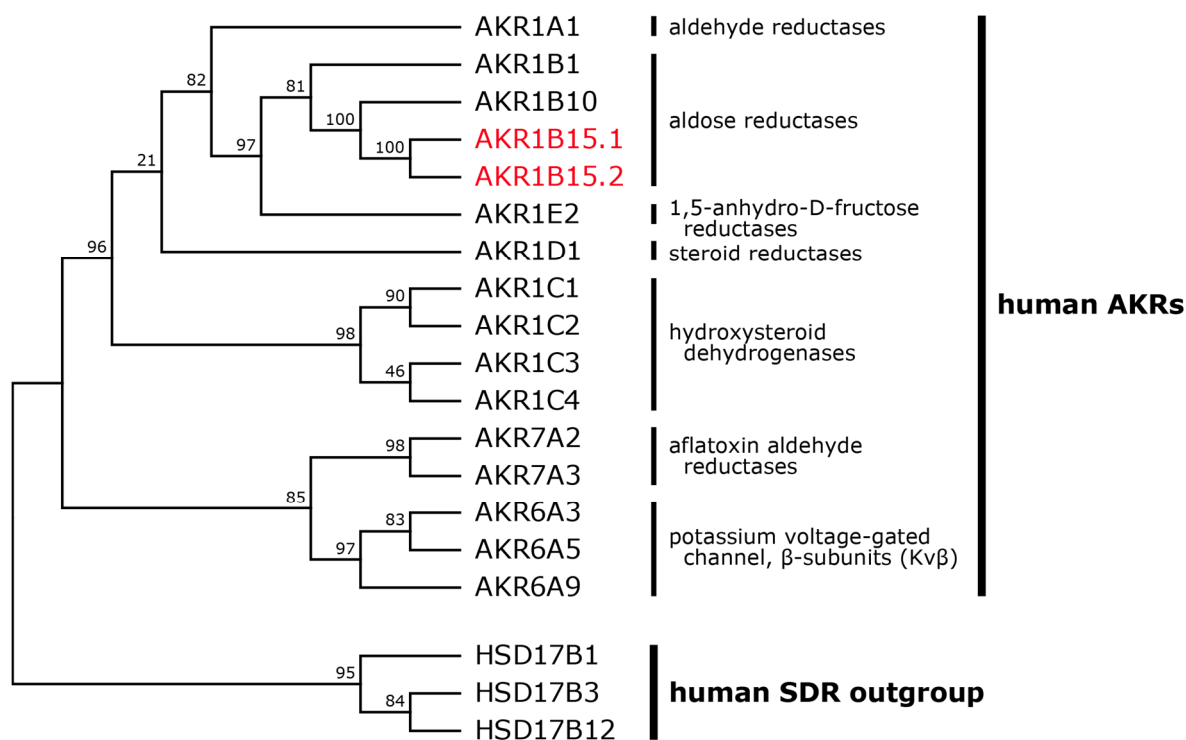 AKR1A1
aldehyde reductases
AKR1B1
81
82
AKR1B10
100
aldose reductases
AKR1B15.1
100
97
21
AKR1B15.2
AKR1E2
1,5-anhydro-D-fructose
reductases
96
AKR1D1
steroid reductases
AKR1C1
90
human AKRs
AKR1C2
98
hydroxysteroid
dehydrogenases
AKR1C3
46
AKR1C4
AKR7A2
98
aflatoxin aldehyde
reductases
AKR7A3
85
AKR6A3
83
potassium voltage-gated
channel, β-subunits (Kvβ)
AKR6A5
97
AKR6A9
HSD17B1
95
HSD17B3
84
human SDR outgroup
HSD17B12